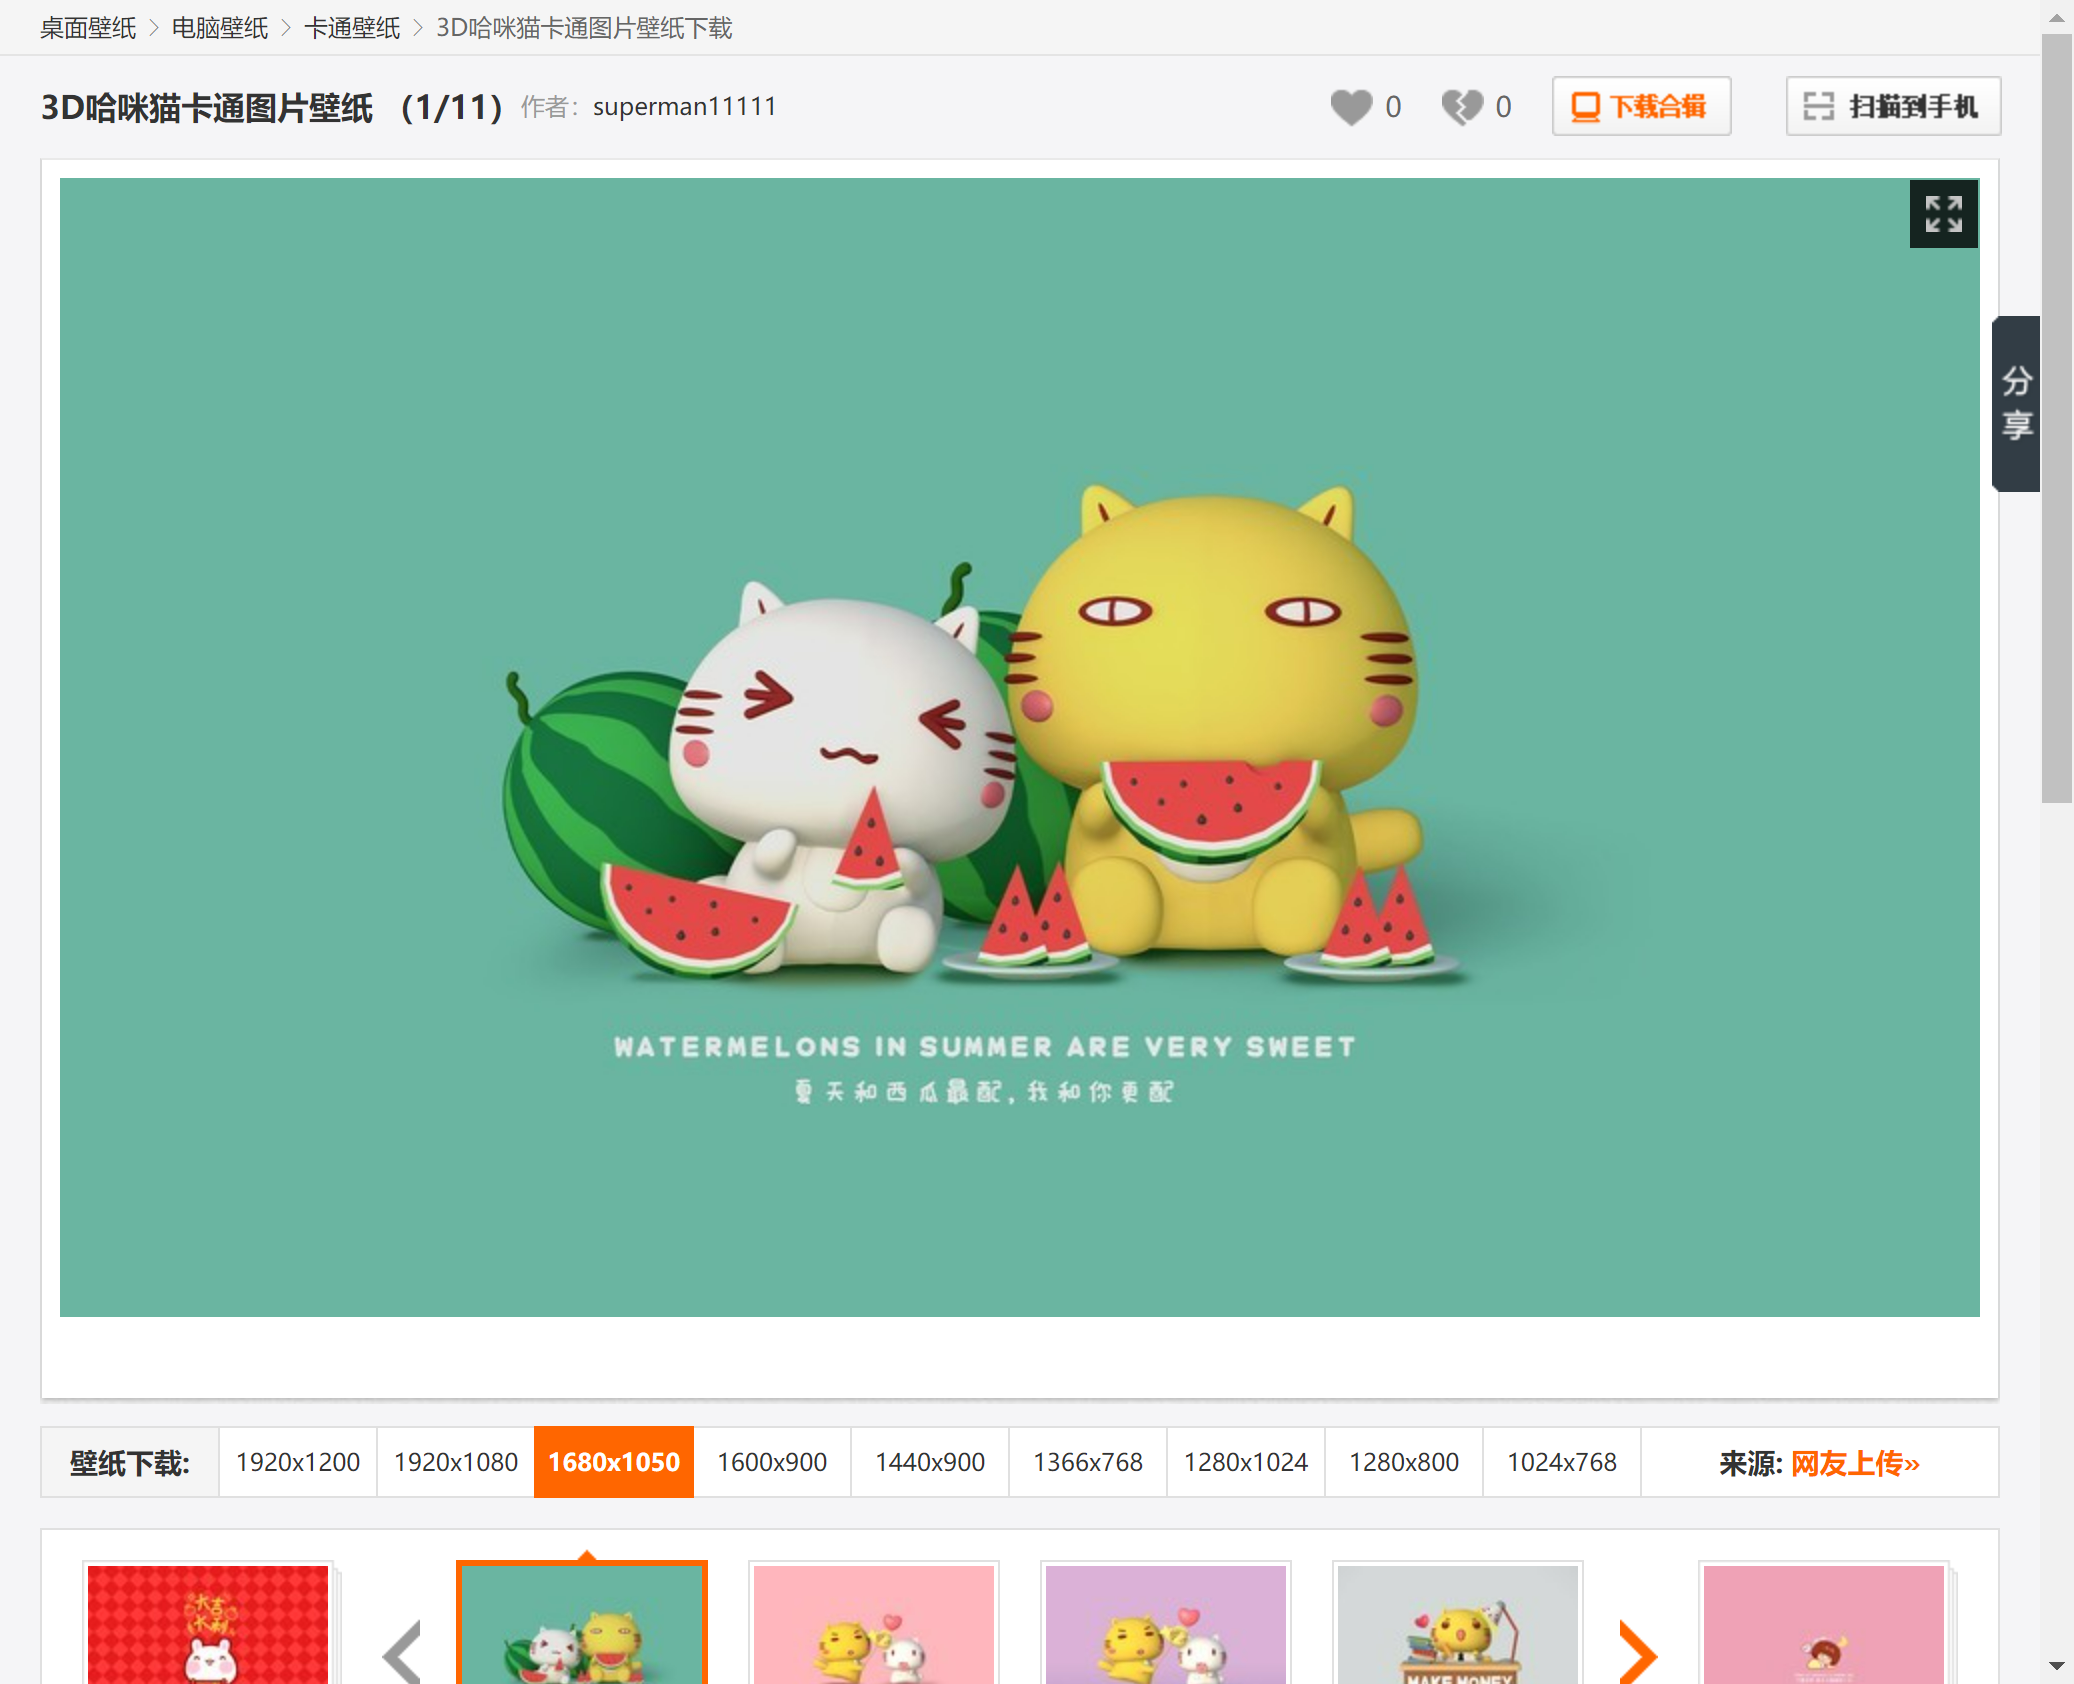 桌面壁纸 > 电脑壁纸 > 卡通壁纸 > 3D哈咪猫卡通图片壁纸下载
3D哈咪猫卡通图片壁纸 (1/11) 作者: superman11111 0 0 下载合辑 扫描到手机
分
享
WATERMELONS IN SUMMER ARE VERY SWEET
夏天和西瓜最配,我和你更配
壁纸下载: 1920x1200 1920x1080 1680x1050 1600x900 1440x900 1366x768 1280x1024 1280x800 1024x768 来源: 网友上传»
大吉
大利
MAKE MONEY